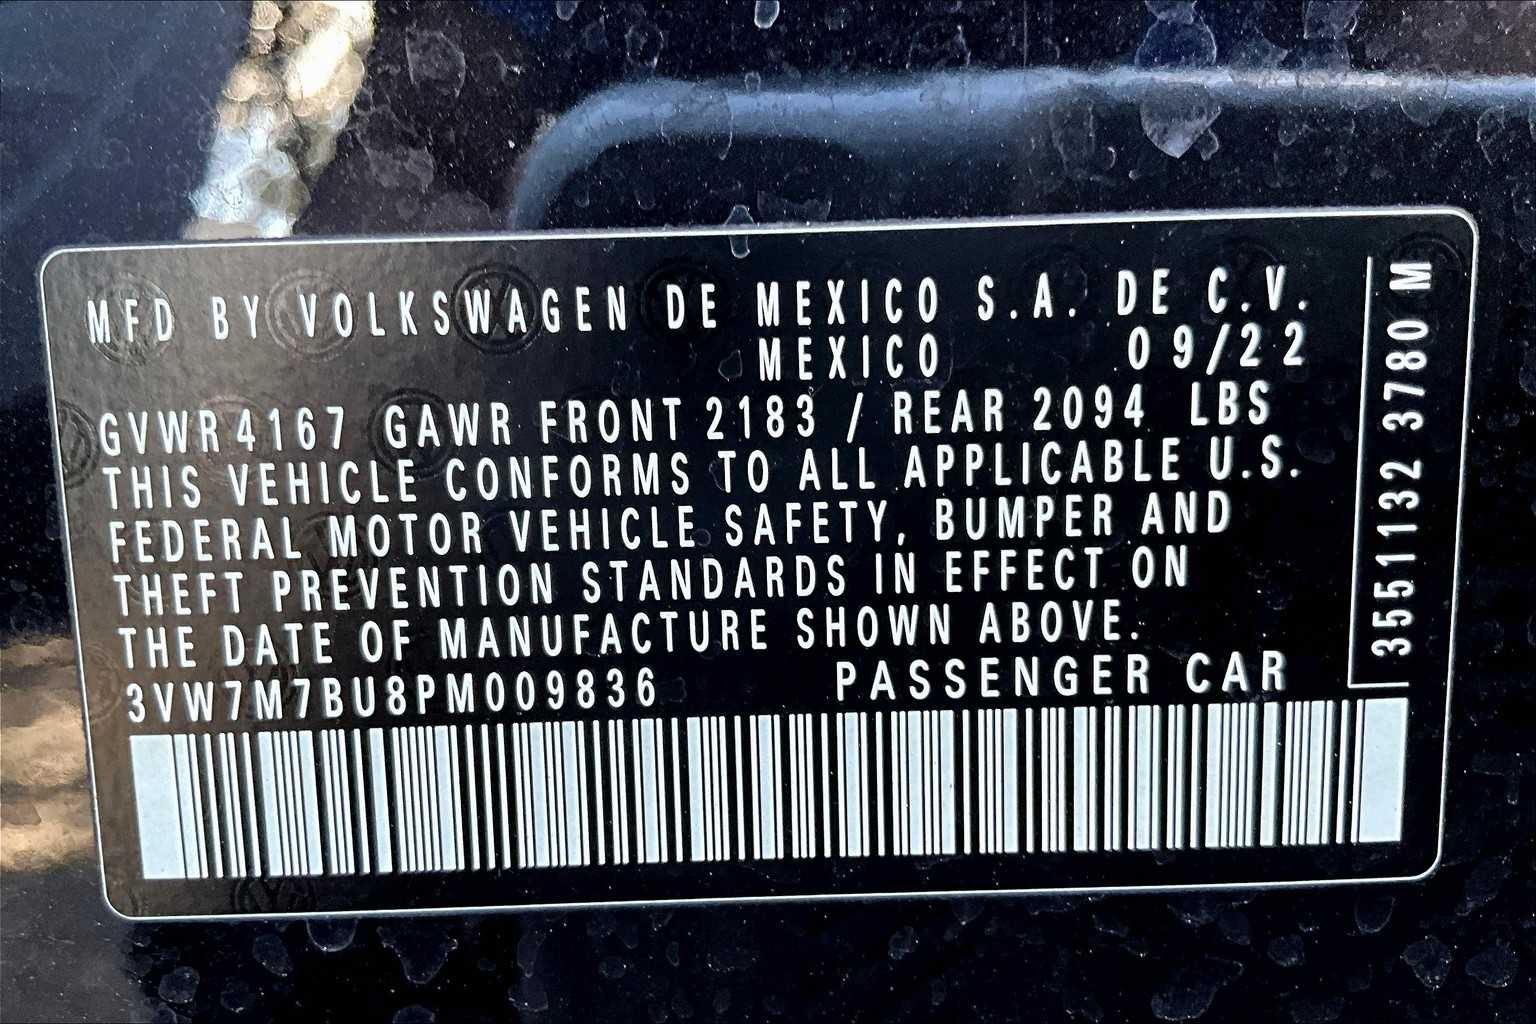 MFD BY VOLKSWAGEN DE MEXICO S.A. DE C.V.
MEXICO 09/22
GVWR 4167 GAWR FRONT 2183 / REAR 2094 LBS
THIS VEHICLE CONFORMS TO ALL APPLICABLE U.S.
FEDERAL MOTOR VEHICLE SAFETY, BUMPER AND
THEFT PREVENTION STANDARDS IN EFFECT ON
THE DATE OF MANUFACTURE SHOWN ABOVE.
3VW7M7BU8PM009836 PASSENGER CAR
3551132 3780 M